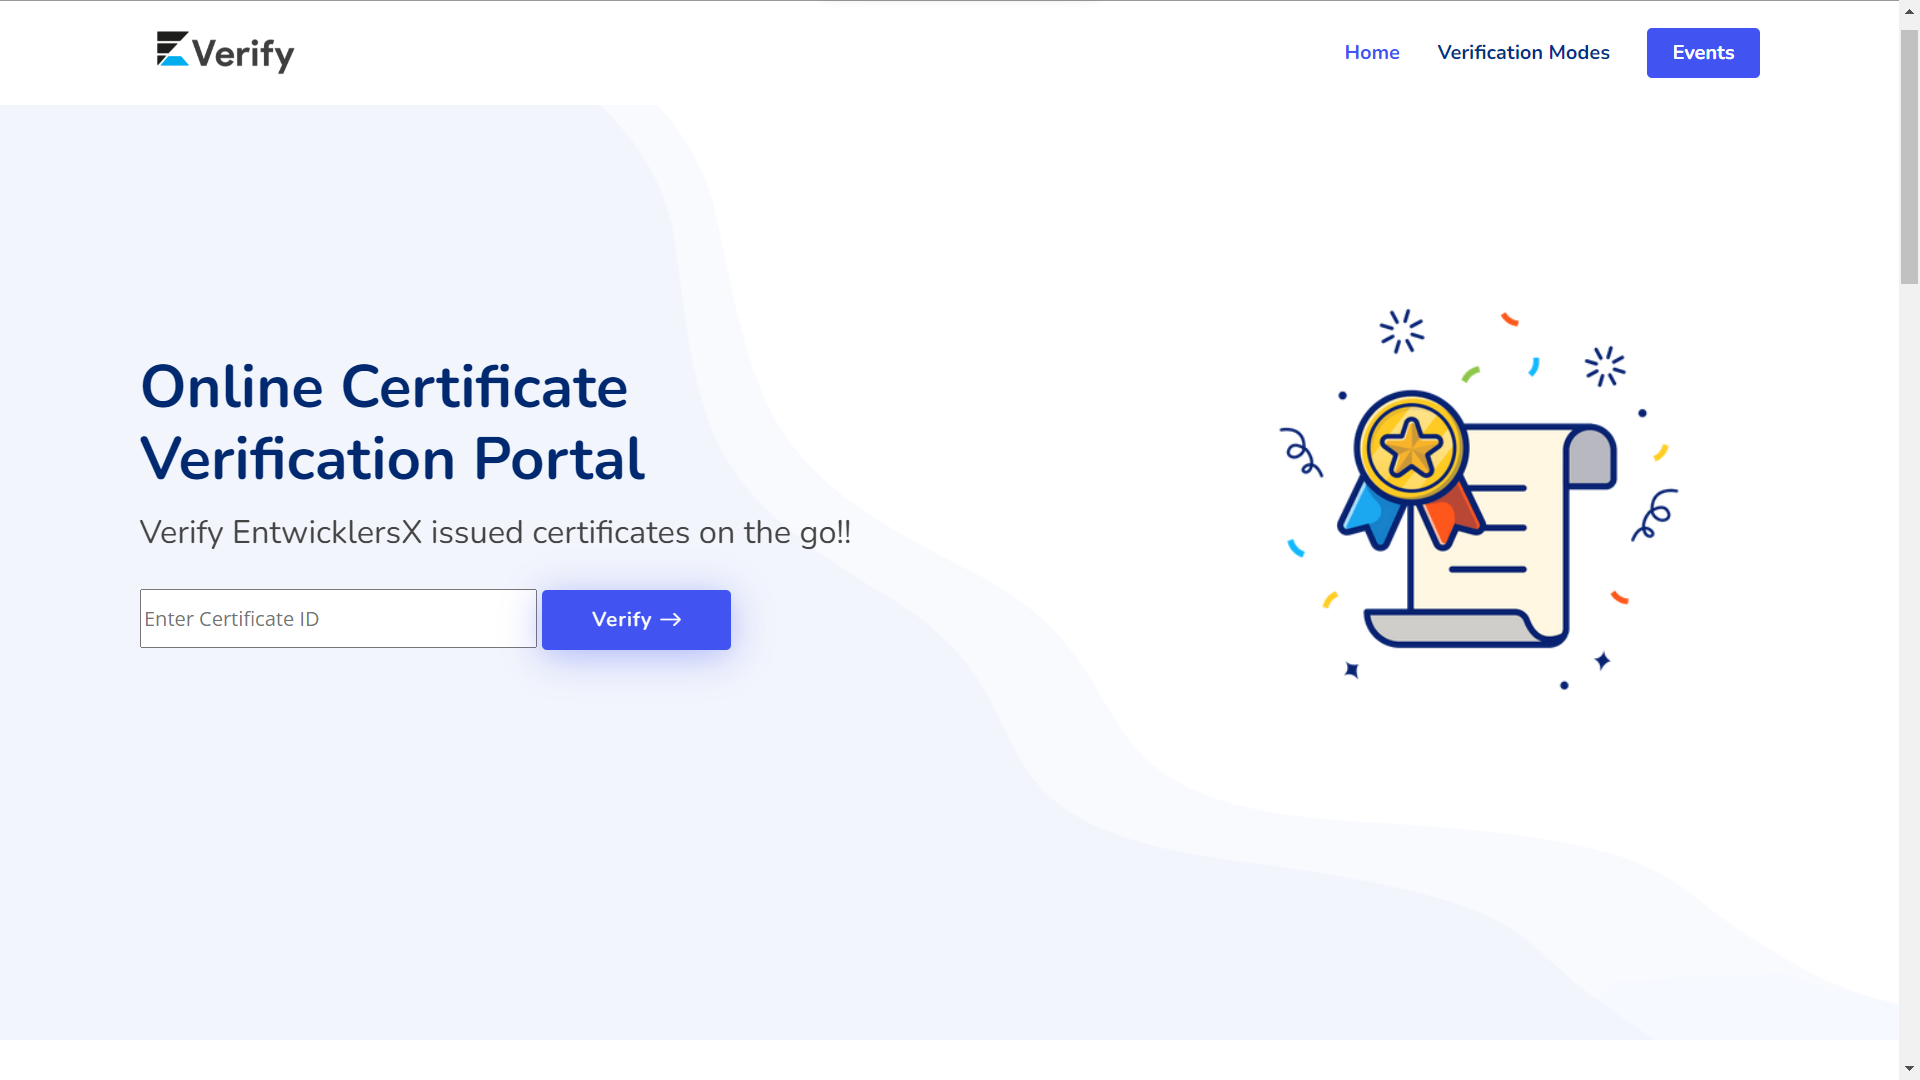 Verify
Home
Verification Modes
Events
Online Certificate
Verification Portal
Verify EntwicklersX issued certificates on the go!!
Enter Certificate ID
Verify →